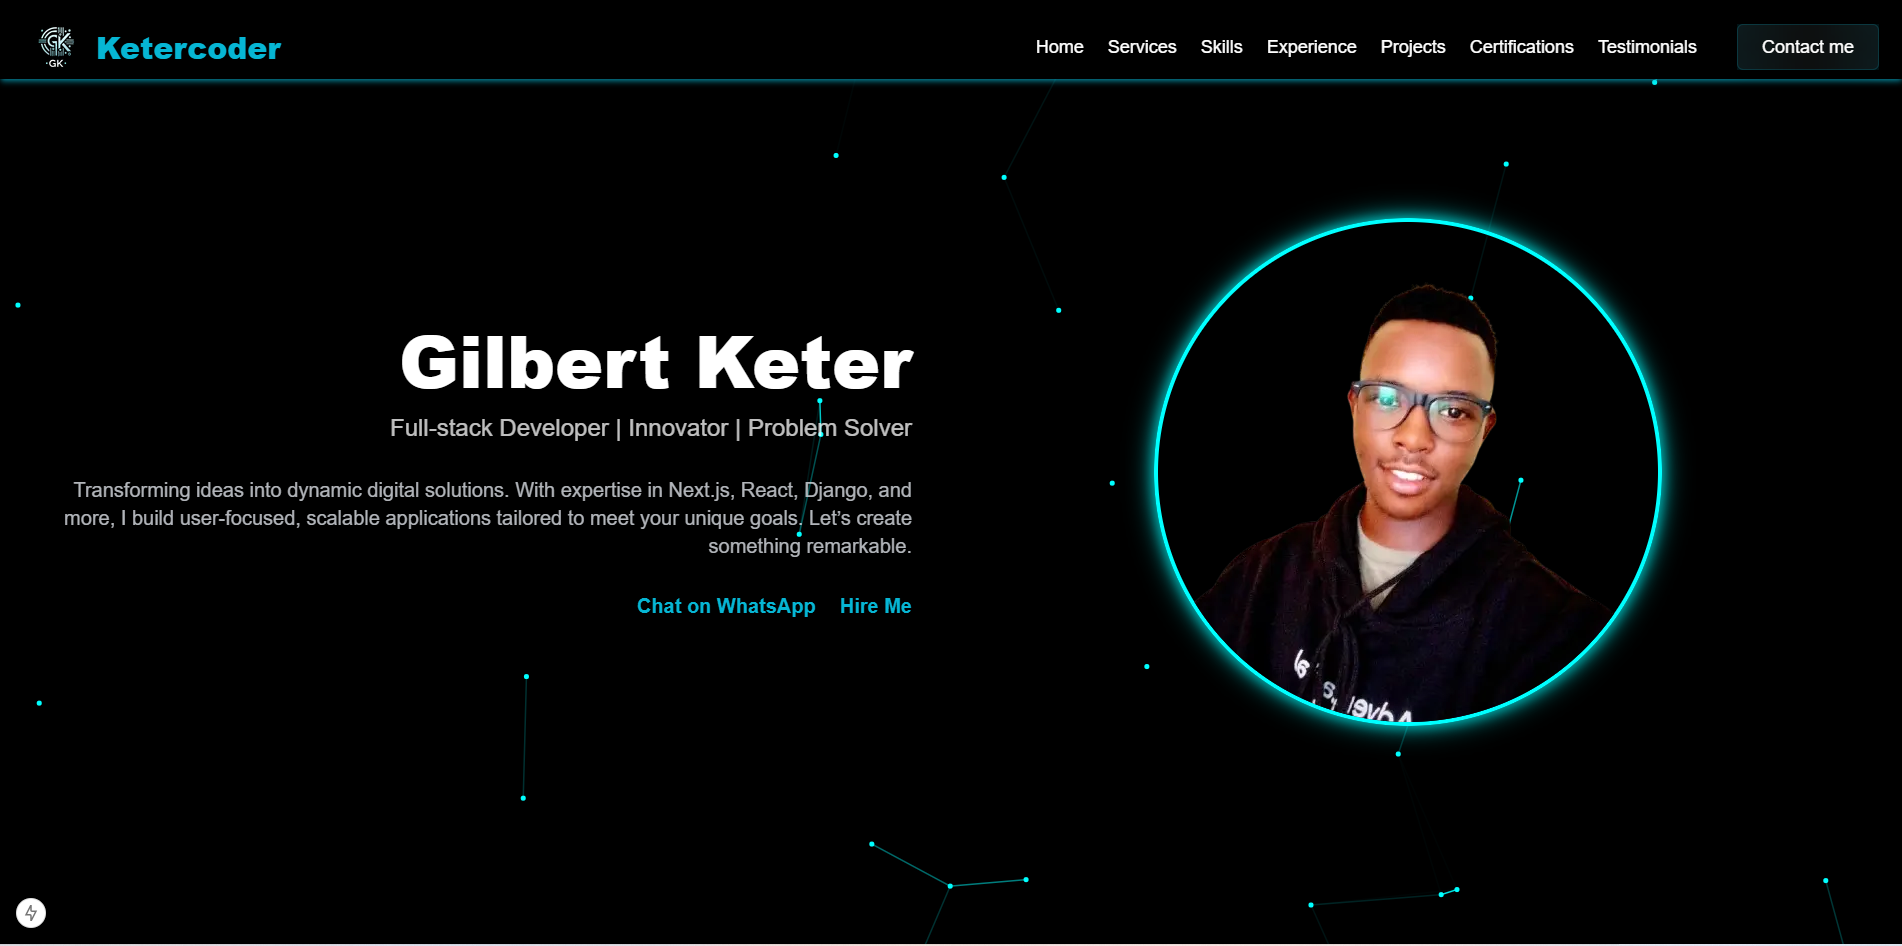 GK
·GK·
Ketercoder
Home Services Skills Experience Projects Certifications Testimonials Contact me
Gilbert Keter
Full-stack Developer | Innovator | Problem Solver
Transforming ideas into dynamic digital solutions. With expertise in Next.js, React, Django, and
more, I build user-focused, scalable applications tailored to meet your unique goals. Let’s create
something remarkable.
Chat on WhatsApp Hire Me